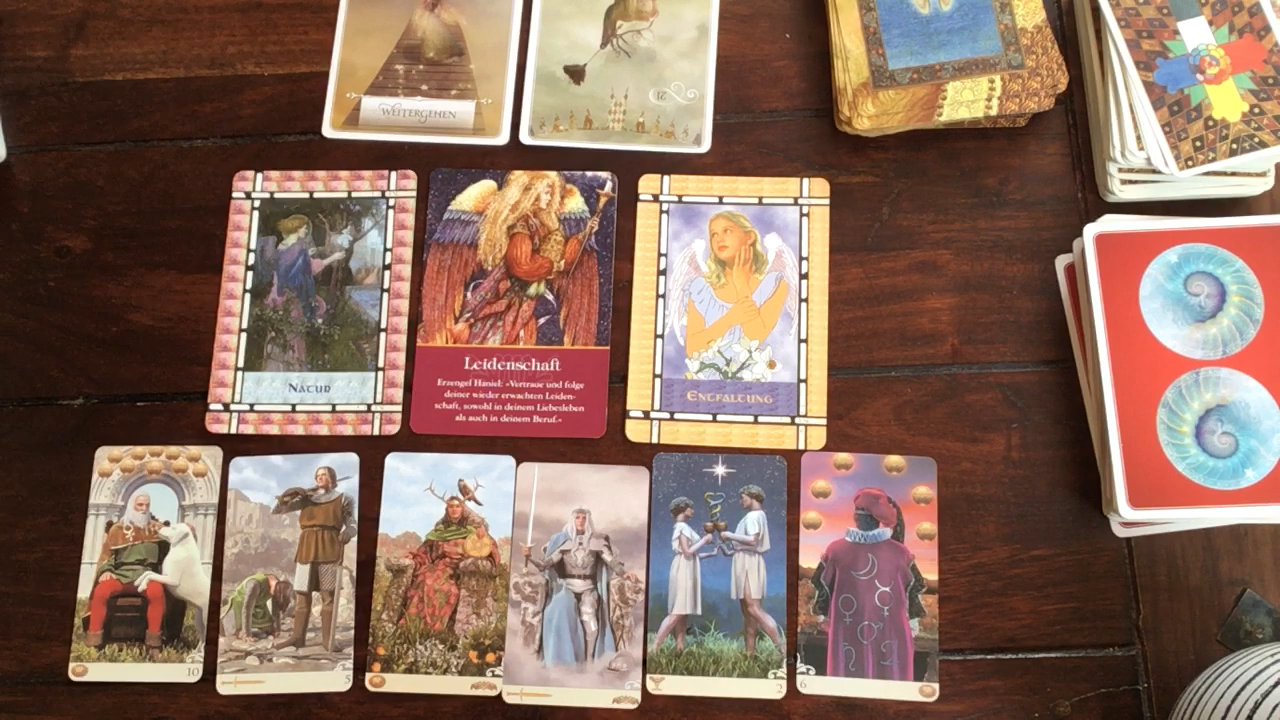 WEITERGEHEN
21
Natur
Leidenschaft
Erzengel Haniel: »Vertraue und folge
deiner wieder erwachten Leiden-
schaft, sowohl in deinem Liebesleben
als auch in deinem Beruf.«
Entfaltung
10
5
2
6